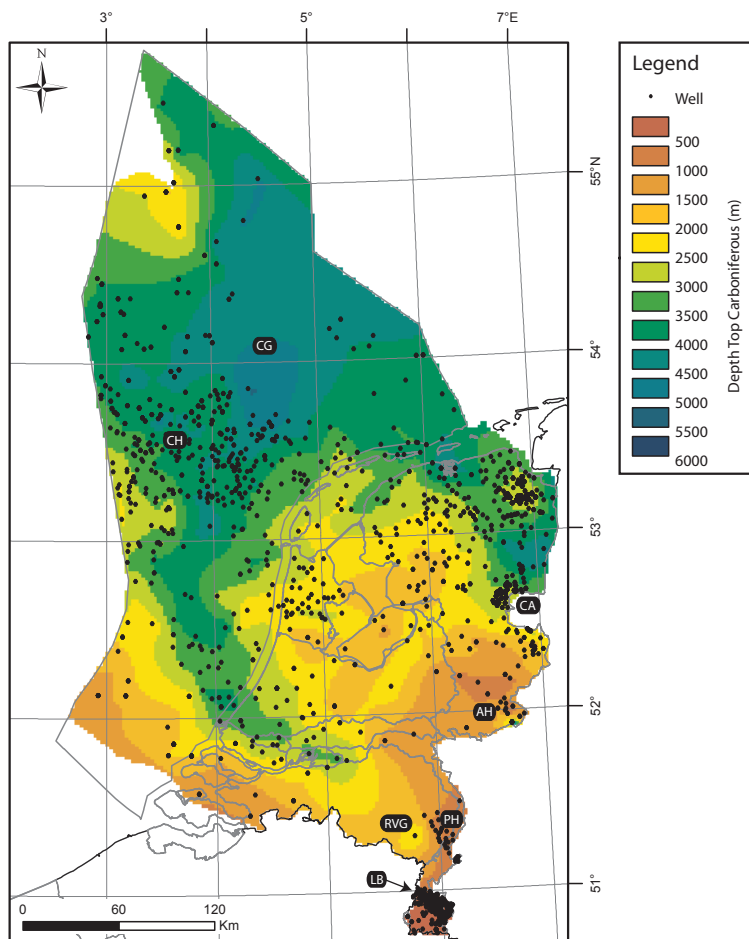 3°
5°
7°E
N
55°N
54°
53°
52°
51°
CG
CH
CA
AH
RVG
PH
LB
0
60
120
Km
Legend
Well
500
1000
1500
2000
2500
3000
3500
4000
4500
5000
5500
6000
Depth Top Carboniferous (m)